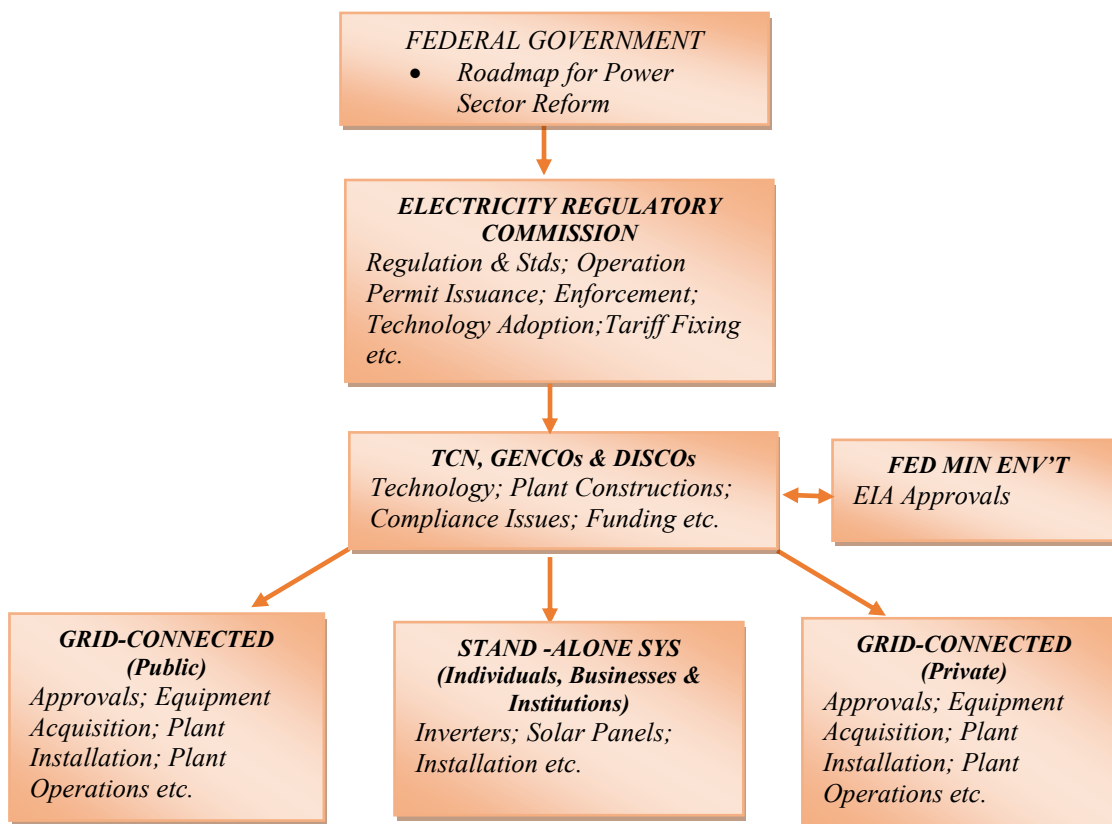 FEDERAL GOVERNMENT
• Roadmap for Power
Sector Reform
ELECTRICITY REGULATORY
COMMISSION
Regulation & Stds; Operation
Permit Issuance; Enforcement;
Technology Adoption;Tariff Fixing
etc.
TCN, GENCOs & DISCOs
Technology; Plant Constructions;
Compliance Issues; Funding etc.
FED MIN ENV'T
EIA Approvals
GRID-CONNECTED
(Public)
Approvals; Equipment
Acquisition; Plant
Installation; Plant
Operations etc.
STAND -ALONE SYS
(Individuals, Businesses &
Institutions)
Inverters; Solar Panels;
Installation etc.
GRID-CONNECTED
(Private)
Approvals; Equipment
Acquisition; Plant
Installation; Plant
Operations etc.